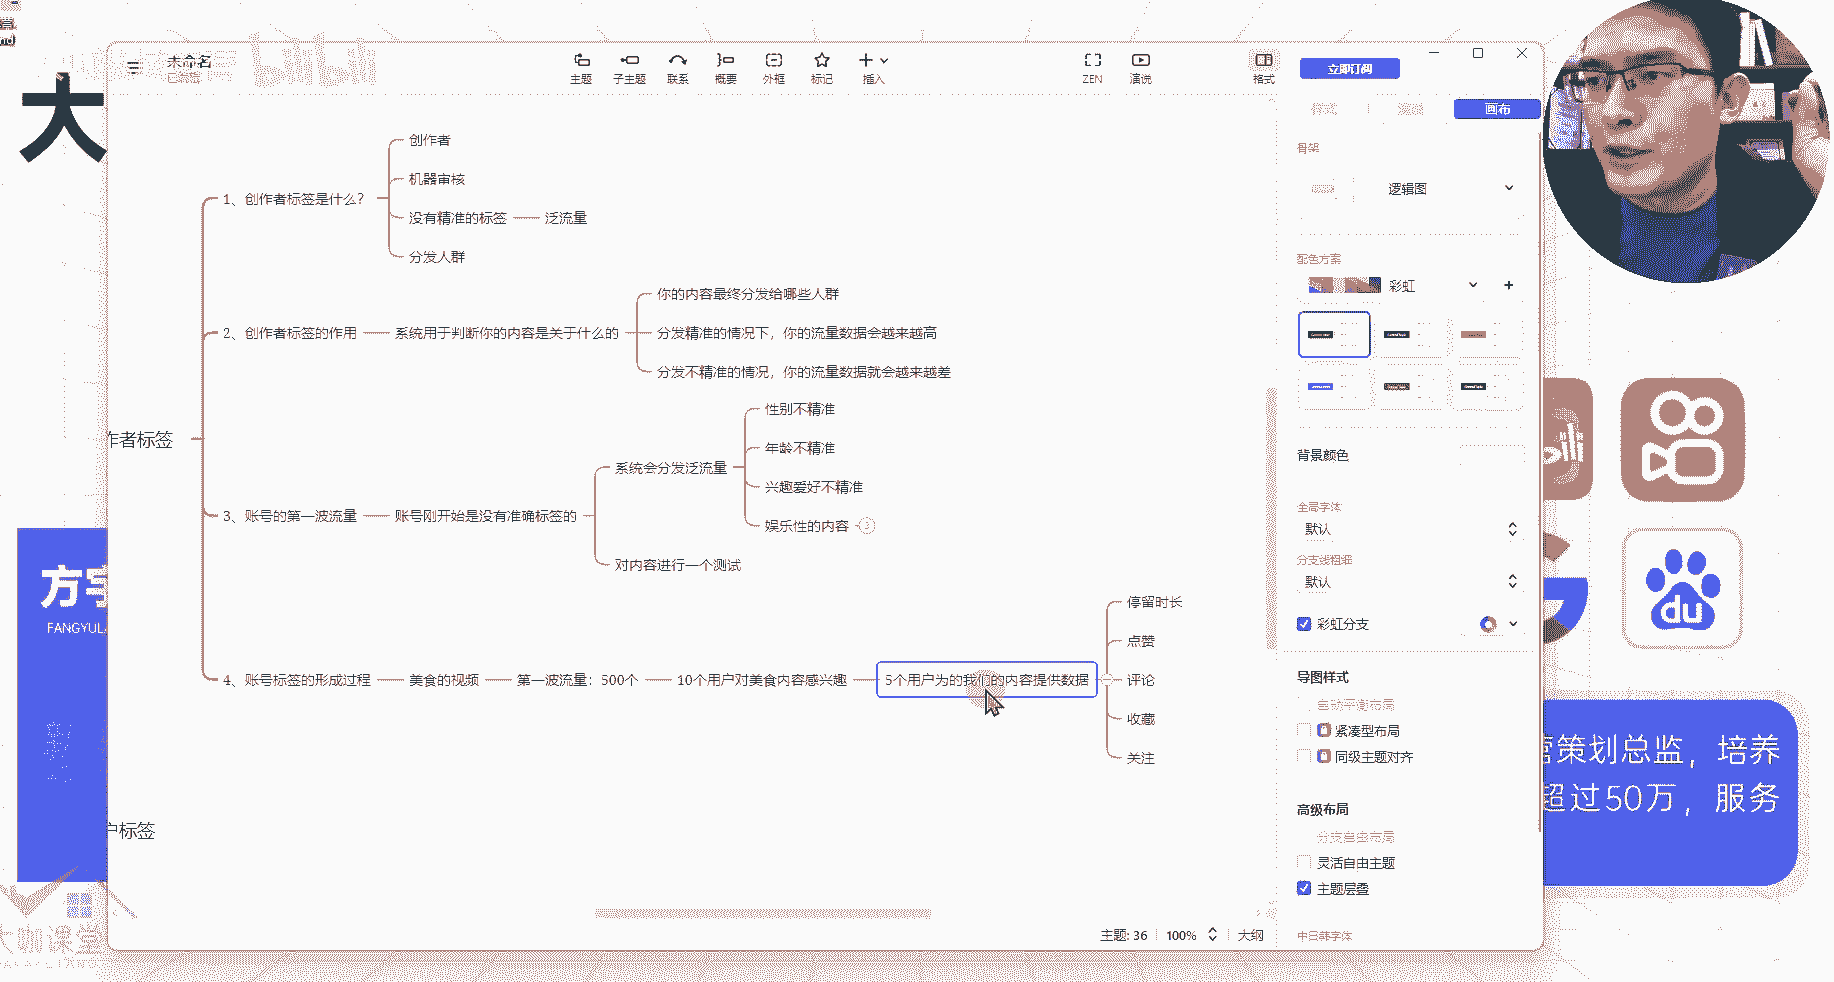 未命名
已编辑
bilibili
主题
子主题
联系
概要
外框
标记
插入
ZEN
演说
格式
立即订阅
样式
演说
画布
大
创作者
机器审核
1、创作者标签是什么？
没有精准的标签
泛流量
分发人群
你的内容最终分发给哪些人群
2、创作者标签的作用
系统用于判断你的内容是关于什么的
分发精准的情况下，你的流量数据会越来越高
分发不精准的情况，你的流量数据就会越来越差
性别不精准
作者标签
年龄不精准
系统会分发泛流量
兴趣爱好不精准
3、账号的第一波流量
账号刚开始是没有准确标签的
娱乐性的内容
3
对内容进行一个测试
停留时长
点赞
4、账号标签的形成过程
美食的视频
第一波流量：500个
10个用户对美食内容感兴趣
5个用户为的我们的内容提供数据
评论
收藏
关注
户标签
骨架
逻辑图
配色方案
彩虹
背景颜色
全局字体
默认
分支线粗细
默认
彩虹分支
导图样式
自动平衡布局
紧凑型布局
同级主题对齐
高级布局
分支自由布局
灵活自由主题
主题层叠
中日韩字体
主题: 36
100%
大纲
方宇
FANGYULA
大咖课堂
du
营策划总监，培养
超过50万，服务